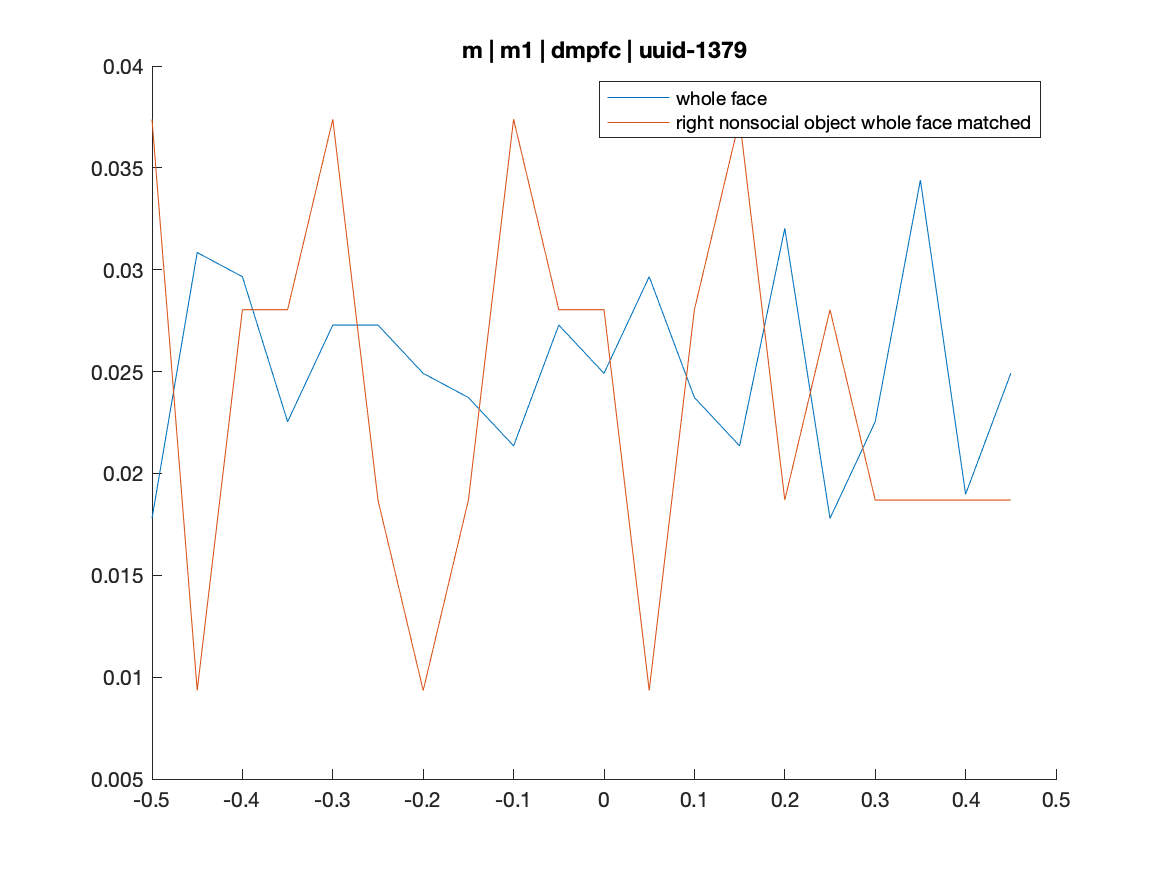 m | m1 | dmpfc | uuid-1379
whole face
right nonsocial object whole face matched
0.04
0.035
0.03
0.025
0.02
0.015
0.01
0.005
-0.5 -0.4 -0.3 -0.2 -0.1 0 0.1 0.2 0.3 0.4 0.5